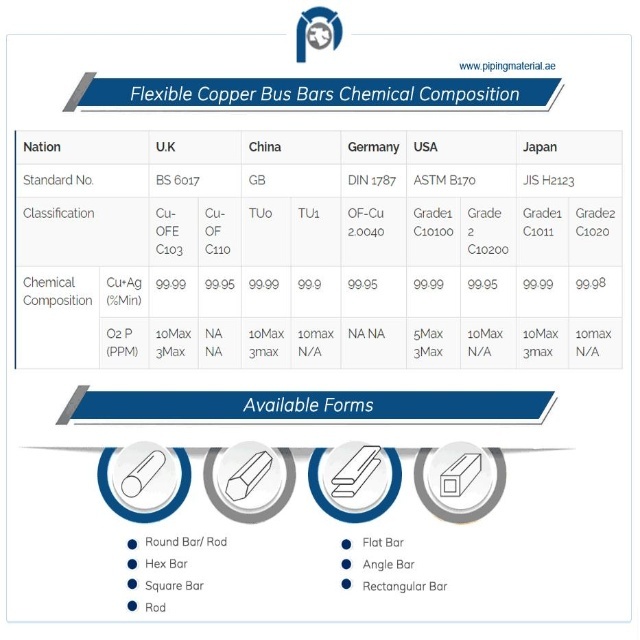 www.pipingmaterial.ae
Flexible Copper Bus Bars Chemical Composition
Nation U.K China Germany USA Japan
Standard No. BS 6017 GB DIN 1787 ASTM B170 JIS H2123
Classification Cu-OFE C103 Cu-OF C110 TU0 TU1 OF-Cu 2.0040 Grade1 C10100 Grade 2 C10200 Grade1 C1011 Grade2 C1020
Chemical Composition Cu+Ag (%Min) 99.99 99.95 99.99 99.9 99.95 99.99 99.95 99.99 99.98
O2 P (PPM) 10Max 3Max NA NA 10Max 3max 10max N/A NA NA 5Max 3Max 10Max N/A 10Max 3max 10max N/A
Available Forms
Round Bar/ Rod
Hex Bar
Square Bar
Rod
Flat Bar
Angle Bar
Rectangular Bar